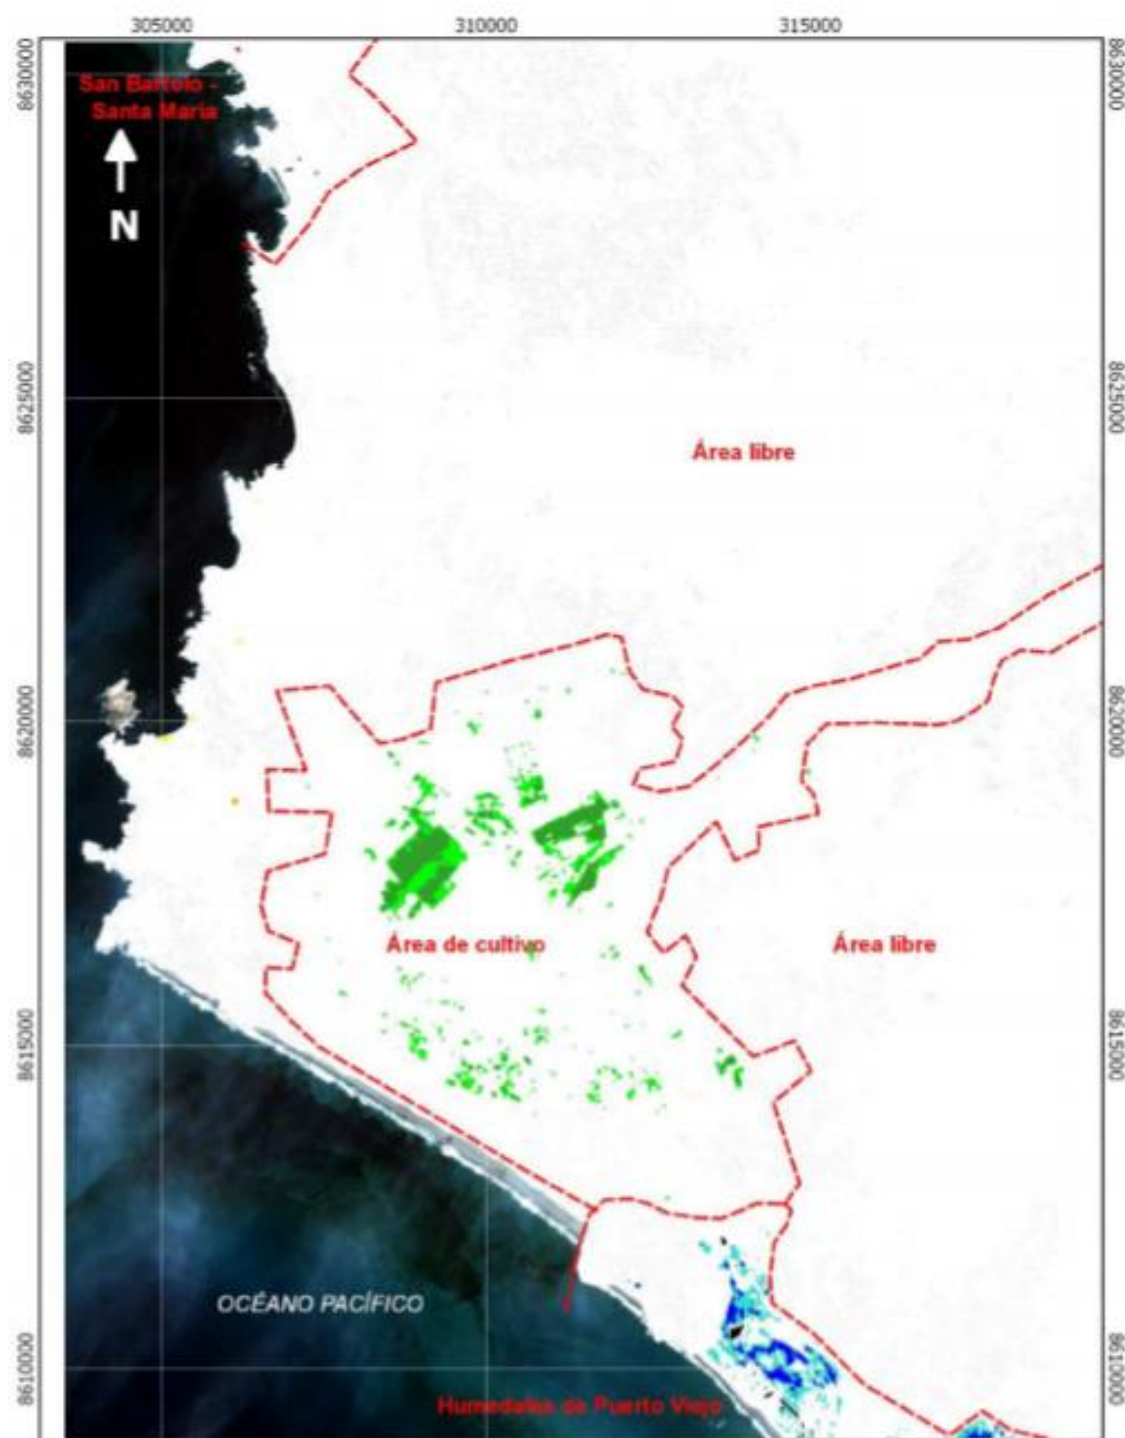 305000 310000 315000
8630000 8630000
San Bartolo -
Santa Maria
N
8625000 8625000
Área libre
8620000 8620000
Área de cultivo Área libre
8615000 8615000
OCÉANO PACÍFICO
8610000 8610000
Humedales de Puerto Viejo